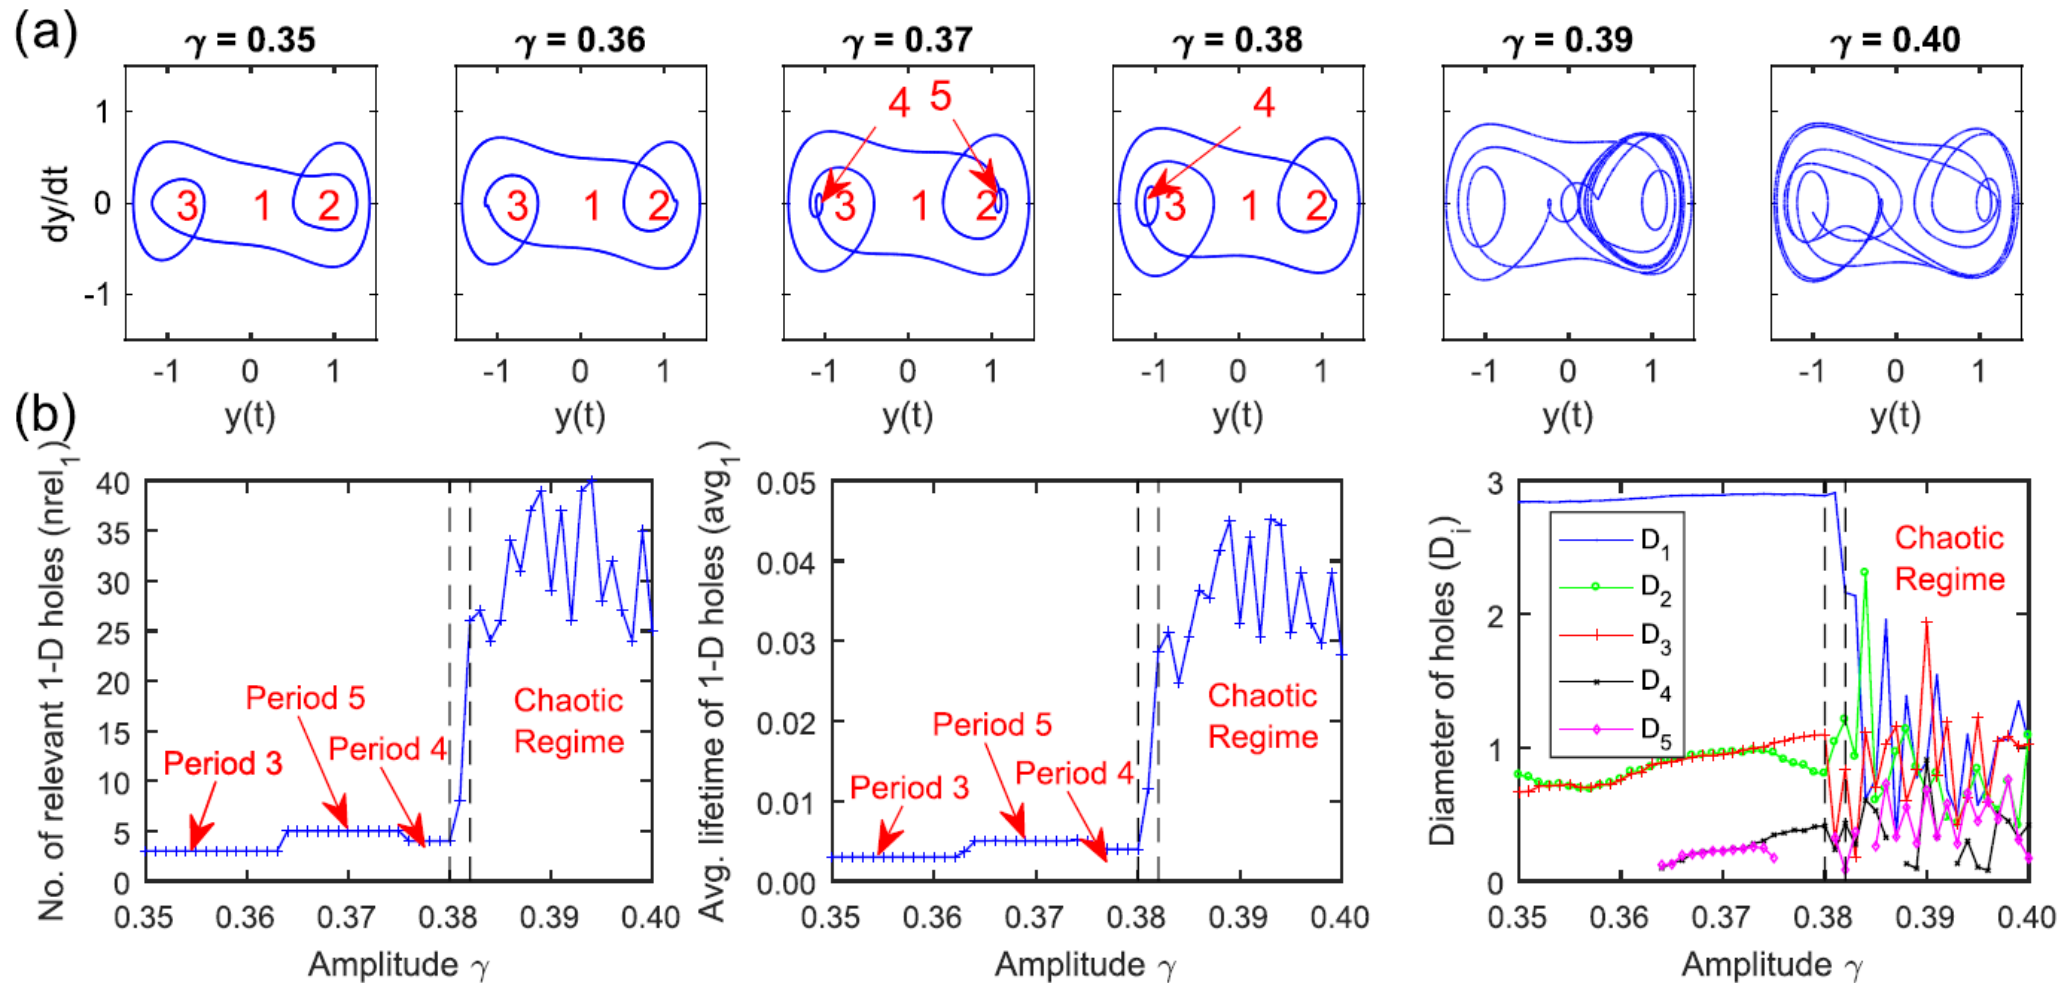 (a)
γ = 0.35
γ = 0.36
γ = 0.37
γ = 0.38
γ = 0.39
γ = 0.40
dy/dt
1
0
-1
3 1 2
3 1 2
4 5
3 1 2
4
3 1 2
-1 0 1
-1 0 1
-1 0 1
-1 0 1
-1 0 1
-1 0 1
y(t)
y(t)
y(t)
y(t)
y(t)
y(t)
(b)
No. of relevant 1-D holes (nrel₁)
40
35
30
25
20
15
10
5
0
Period 3
Period 5
Period 4
Chaotic
Regime
0.35 0.36 0.37 0.38 0.39 0.40
Amplitude γ
Avg. lifetime of 1-D holes (avg₁)
0.05
0.04
0.03
0.02
0.01
0.00
Period 3
Period 5
Period 4
Chaotic
Regime
0.35 0.36 0.37 0.38 0.39 0.40
Amplitude γ
Diameter of holes (Dᵢ)
3
2
1
0
D₁
D₂
D₃
D₄
D₅
Chaotic
Regime
0.35 0.36 0.37 0.38 0.39 0.40
Amplitude γ